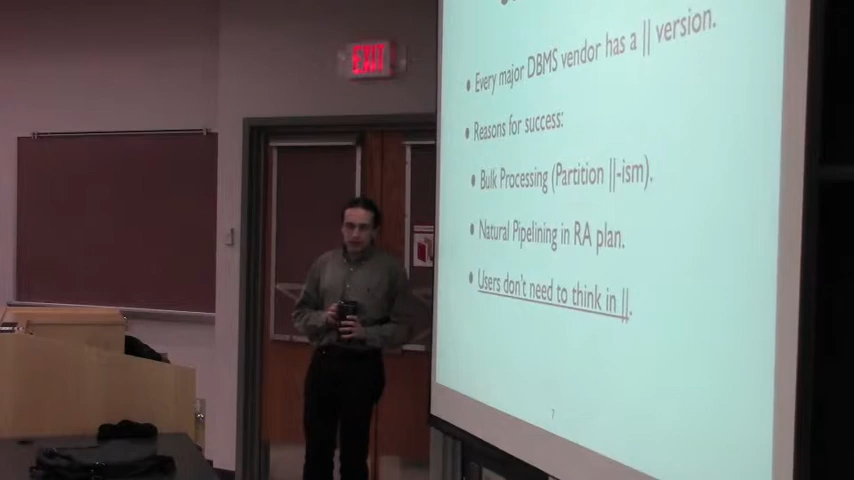 EXIT
• Every major DBMS vendor has a || version.
• Reasons for success:
• Bulk Processing (Partition ||-ism).
• Natural Pipelining in RA plan.
• Users don't need to think in ||.
7